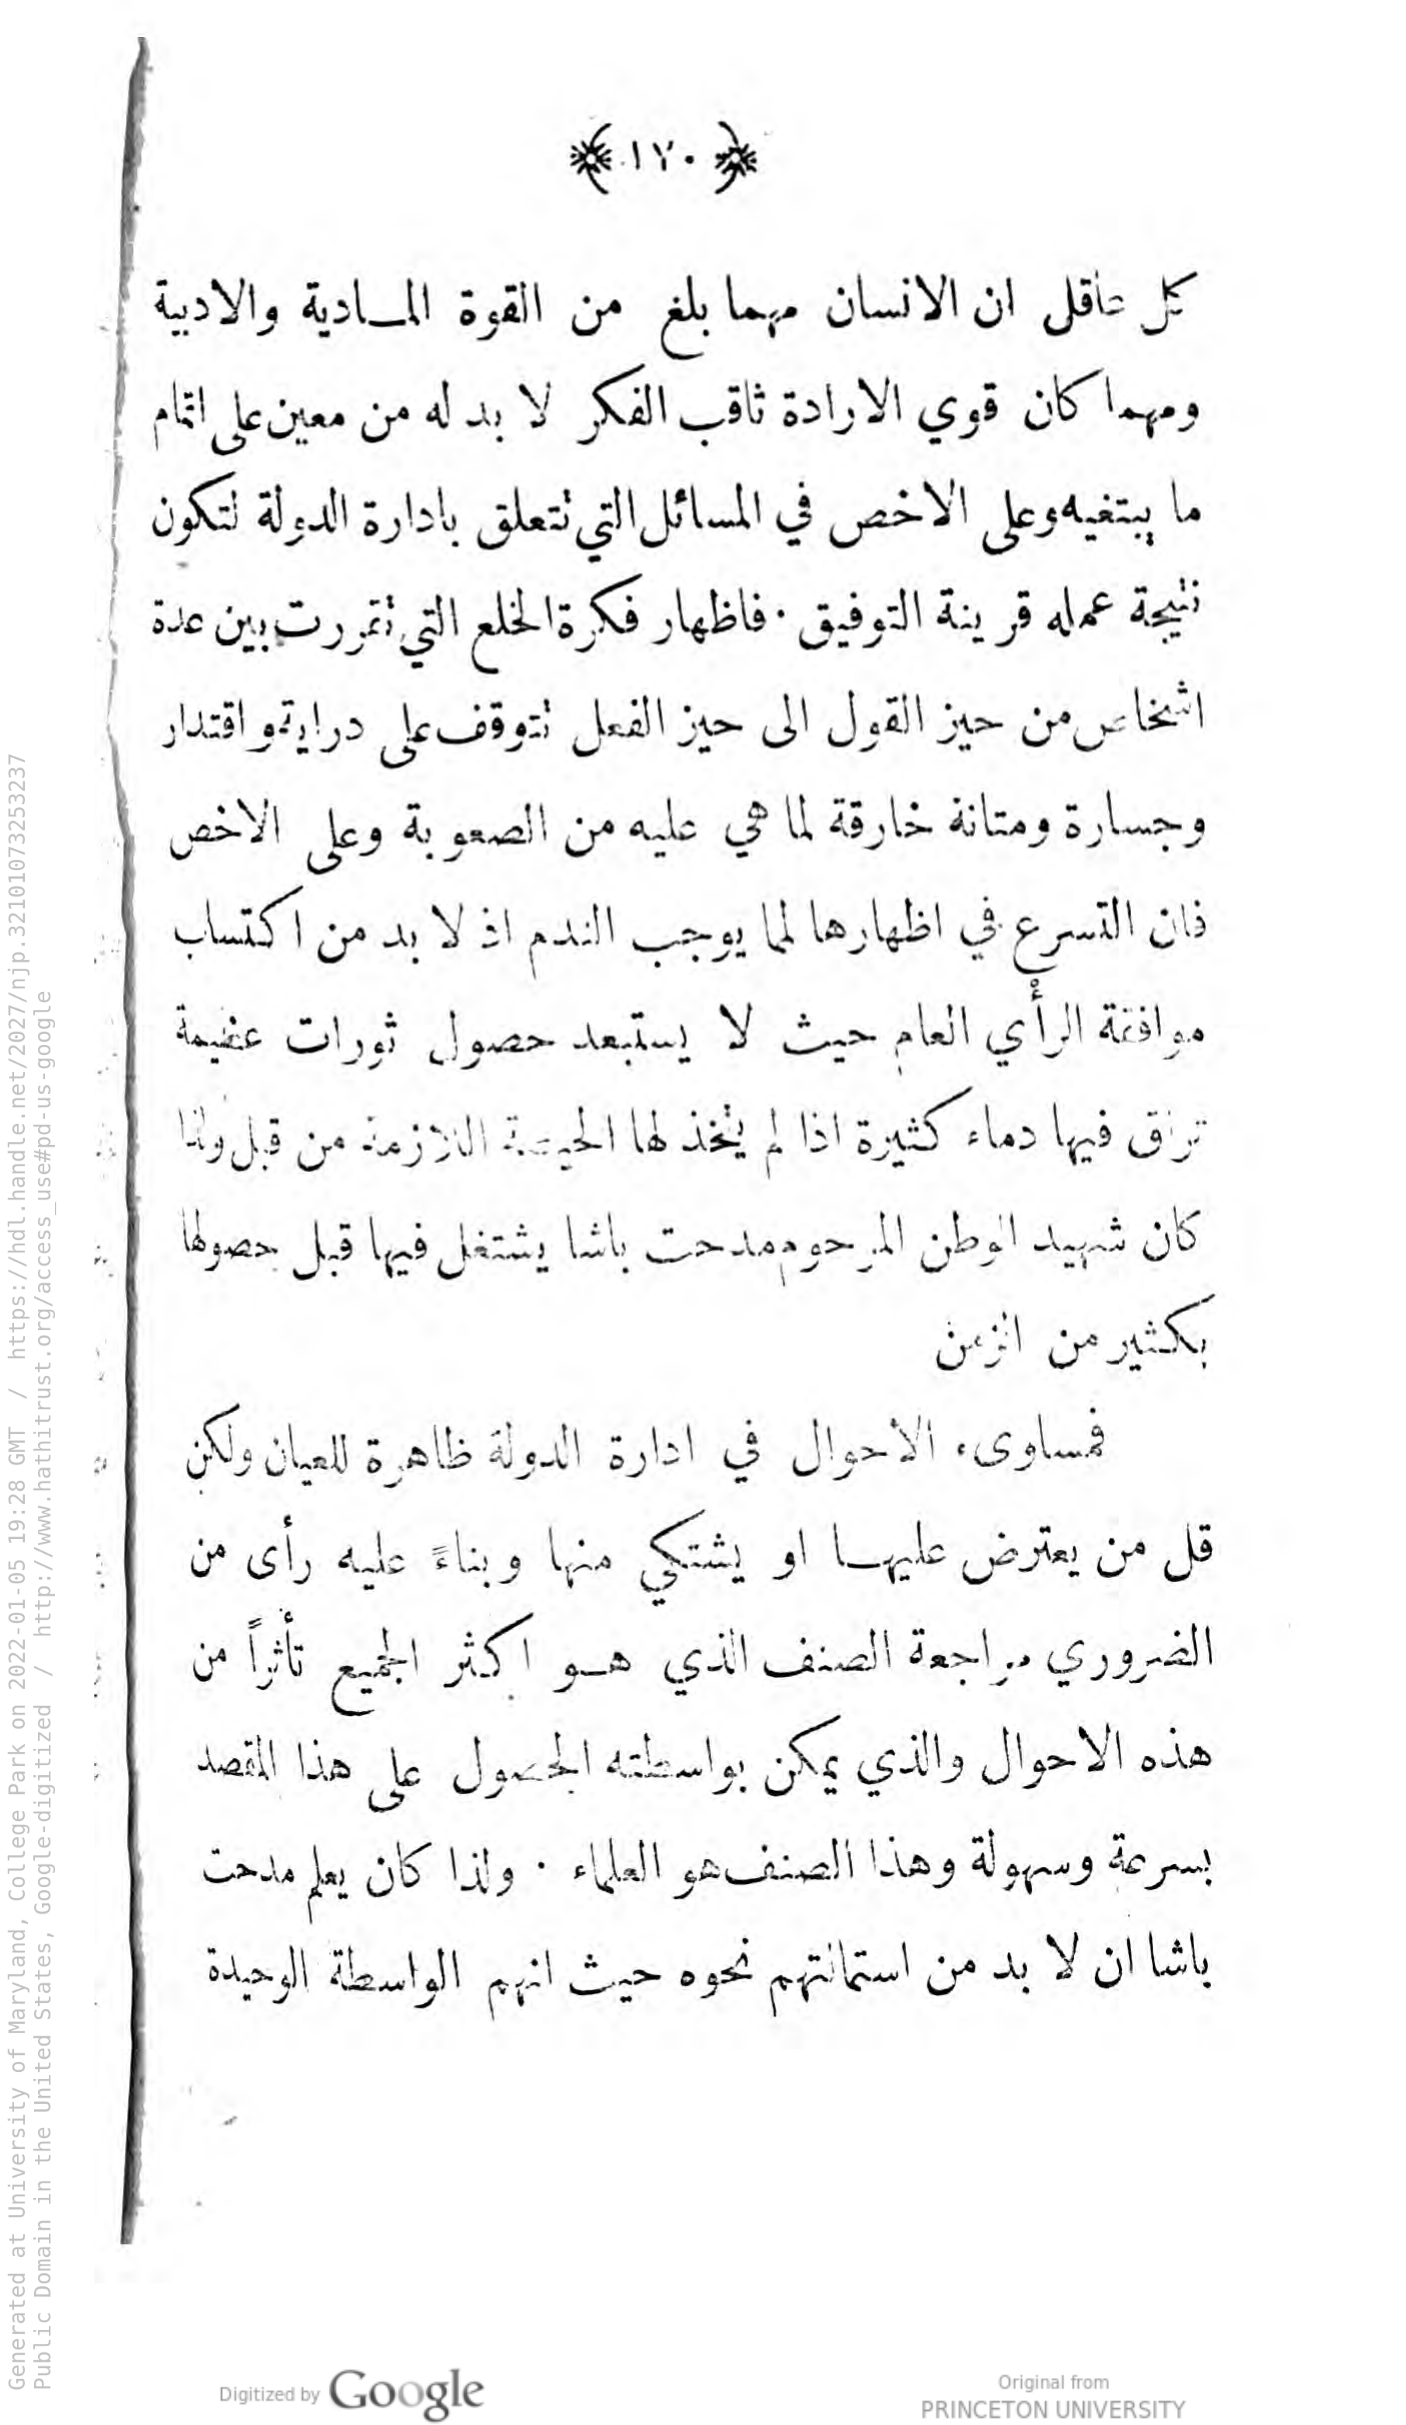 ﴿ ١٧٠ ﴾
كل عاقل ان الانسان مهما بلغ من القوة المادية والادبية
ومهما كان قوي الارادة ثاقب الفكر لا بد له من معين على اتمام
ما يبتغيه وعلى الاخص في المسائل التي نتعلق بادارة الدولة لتكون
نتيجة عمله قرينة التوفيق · فاظهار فكرة الخلع التي نقررت بين عدة
اشخاص من حيز القول الى حيز الفعل نتوقف على دراية واقتدار
وجسارة ومتانة خارقة لما هي عليه من الصعوبة وعلى الاخص
فان التسرع في اظهارها لمما يوجب الندم اذ لا بد من اكتساب
موافقة الرأي العام حيث لا يستبعد حصول ثورات عظيمة
تراق فيها دماء كثيرة اذا لم يتخذ لها الحيطة اللازمة من قبل ولذا
كان شهيد الوطن المرحوم مدحت باشا يشتغل فيها قبل حصولها
بكثير من الزمن
فمساوىء الاحوال في ادارة الدولة ظاهرة للعيان ولكن
قل من يعترض عليها او يشتكي منها وبناءً عليه رأى من
الضروري مراجعة الصنف الذي هو اكثر الجميع تأثراً من
هذه الاحوال والذي يمكن بواسطته الحصول على هذا المقصد
بسرعة وسهولة وهذا الصنف هو العلماء · ولذا كان يعلم مدحت
باشا ان لا بد من استمالتهم نحوه حيث انهم الواسطة الوحيدة
Digitized by Google
Original from
PRINCETON UNIVERSITY
Generated at University of Maryland, College Park on 2022-01-05 19:28 GMT / https://hdl.handle.net/2027/njp.32101073253237
Public Domain in the United States, Google-digitized / http://www.hathitrust.org/access_use#pd-us-google